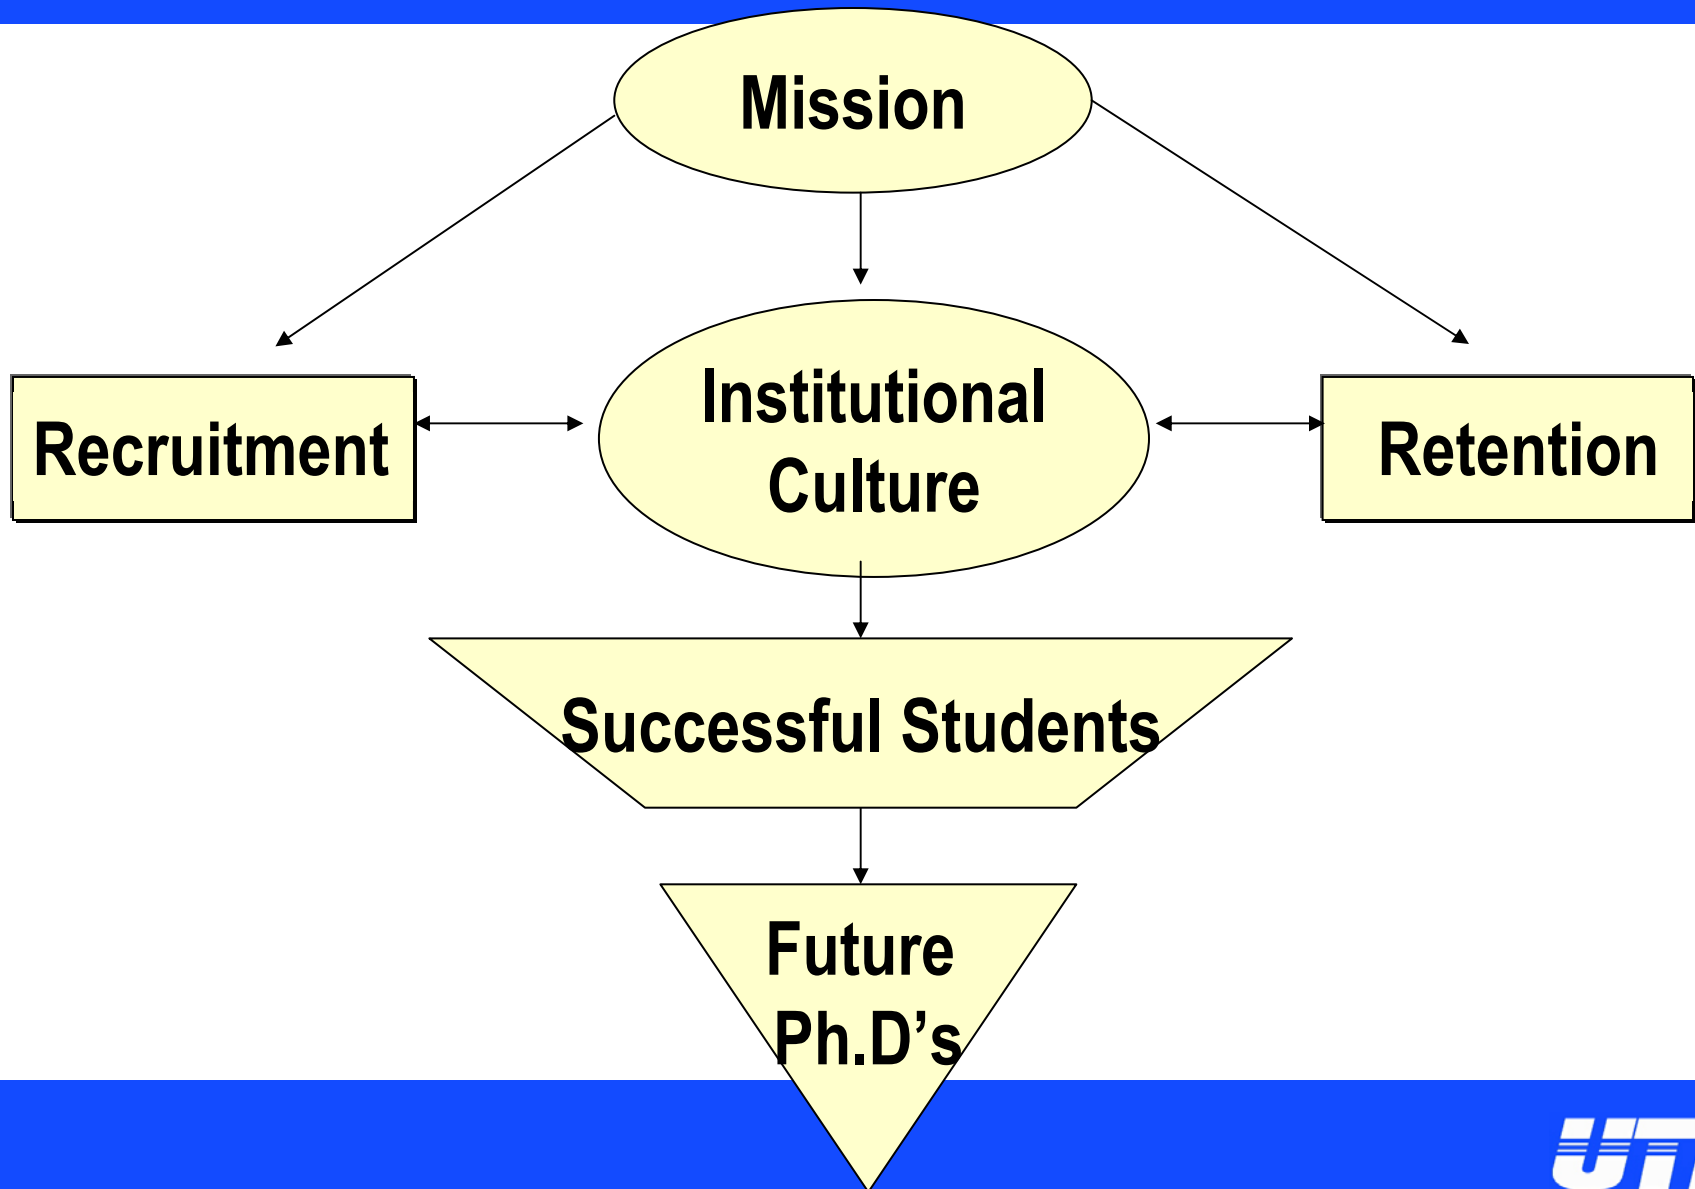 Mission
Institutional
Culture
Recruitment
Retention
Successful Students
Future
Ph.D’s